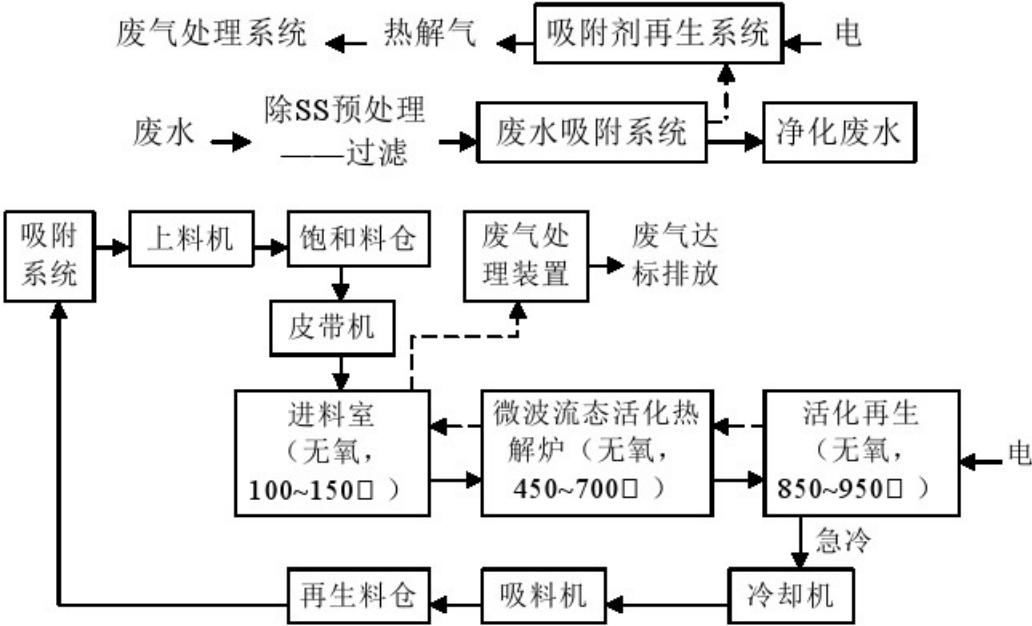 废气处理系统 热解气 吸附剂再生系统 电
除SS预处理
废水 废水吸附系统 净化废水
——过滤
吸附
系统
上料机
饱和料仓
废气处
理装置
废气达
标排放
皮带机
进料室
（无氧，
100~150□）
微波流态活化热
解炉（无氧，
450~700□）
活化再生
（无氧，
850~950□）
电
急冷
再生料仓
吸料机
冷却机